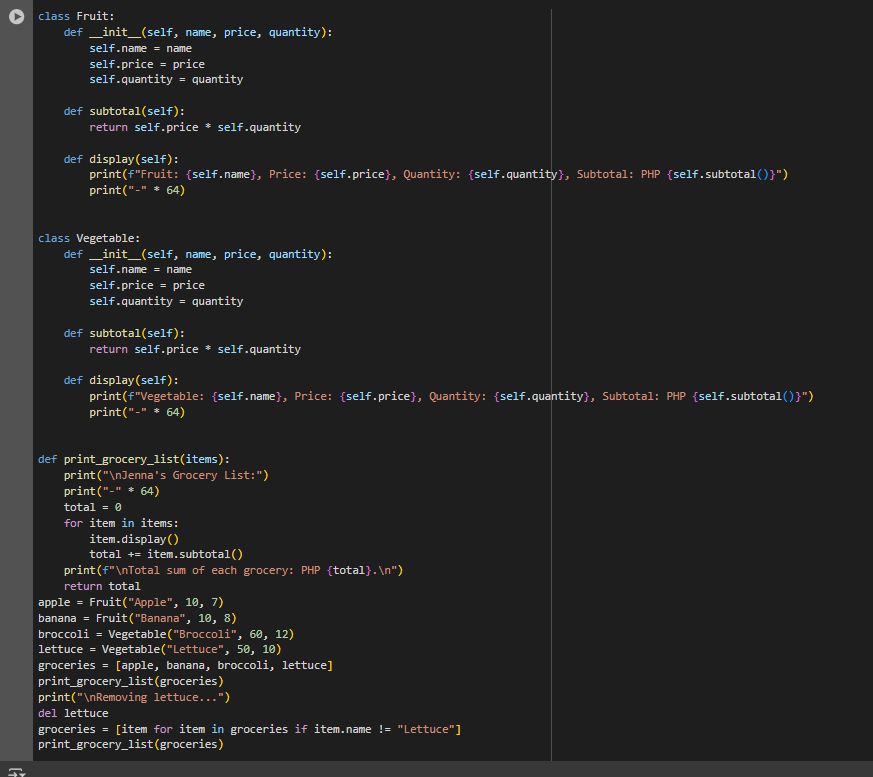 class Fruit:
    def __init__(self, name, price, quantity):
        self.name = name
        self.price = price
        self.quantity = quantity

    def subtotal(self):
        return self.price * self.quantity

    def display(self):
        print(f"Fruit: {self.name}, Price: {self.price}, Quantity: {self.quantity}, Subtotal: PHP {self.subtotal()}")
        print("-" * 64)


class Vegetable:
    def __init__(self, name, price, quantity):
        self.name = name
        self.price = price
        self.quantity = quantity

    def subtotal(self):
        return self.price * self.quantity

    def display(self):
        print(f"Vegetable: {self.name}, Price: {self.price}, Quantity: {self.quantity}, Subtotal: PHP {self.subtotal()}")
        print("-" * 64)


def print_grocery_list(items):
    print("\nJenna's Grocery List:")
    print("-" * 64)
    total = 0
    for item in items:
        item.display()
        total += item.subtotal()
    print(f"\nTotal sum of each grocery: PHP {total}.\n")
    return total
apple = Fruit("Apple", 10, 7)
banana = Fruit("Banana", 10, 8)
broccoli = Vegetable("Broccoli", 60, 12)
lettuce = Vegetable("Lettuce", 50, 10)
groceries = [apple, banana, broccoli, lettuce]
print_grocery_list(groceries)
print("\nRemoving lettuce...")
del lettuce
groceries = [item for item in groceries if item.name != "Lettuce"]
print_grocery_list(groceries)